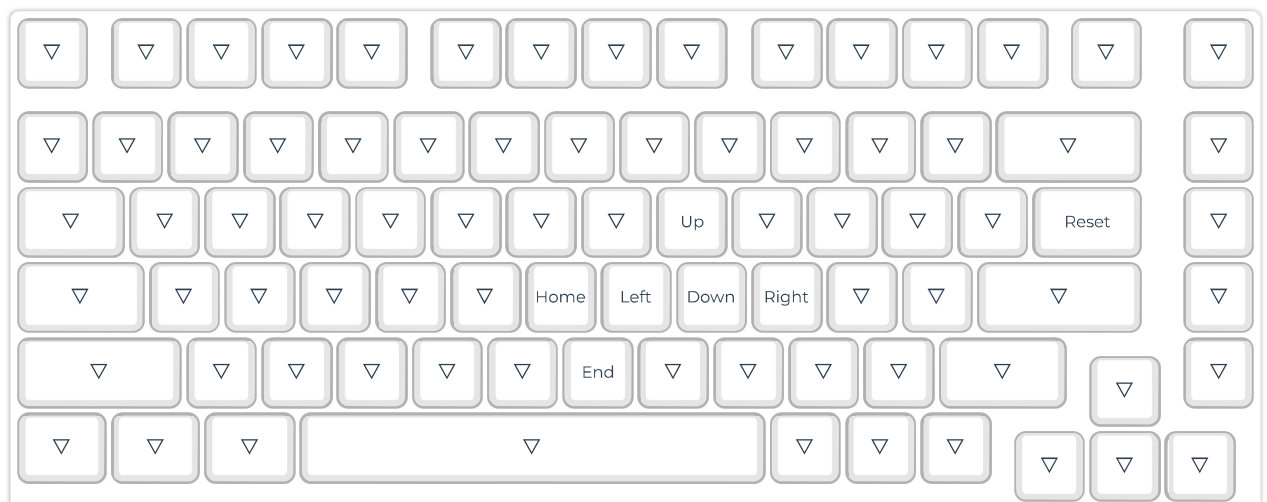 ▽ ▽ ▽ ▽ ▽ ▽ ▽ ▽ ▽ ▽ ▽ ▽ ▽ ▽ ▽
▽ ▽ ▽ ▽ ▽ ▽ ▽ ▽ ▽ ▽ ▽ ▽ ▽ ▽ ▽
▽ ▽ ▽ ▽ ▽ ▽ ▽ ▽ Up ▽ ▽ ▽ ▽ Reset ▽
▽ ▽ ▽ ▽ ▽ ▽ Home Left Down Right ▽ ▽ ▽ ▽
▽ ▽ ▽ ▽ ▽ ▽ End ▽ ▽ ▽ ▽ ▽ ▽ ▽
▽ ▽ ▽ ▽ ▽ ▽ ▽ ▽ ▽ ▽